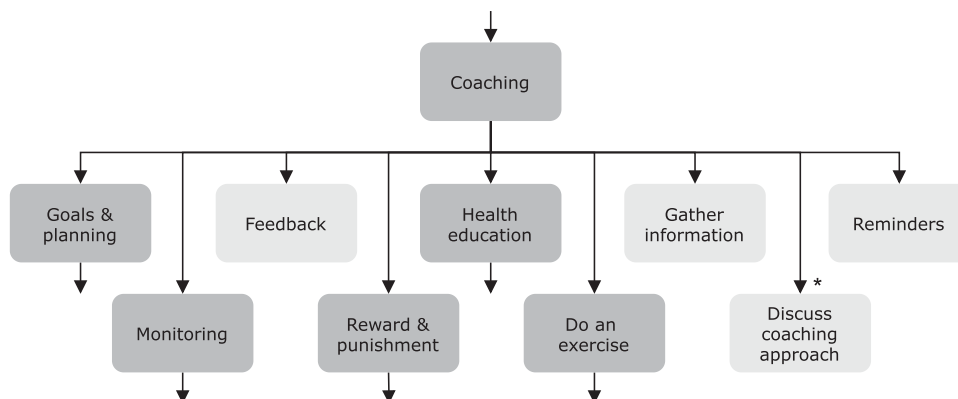 Coaching
Goals &
planning
Feedback
Health
education
Gather
information
Reminders
*
Monitoring
Reward &
punishment
Do an
exercise
Discuss
coaching
approach